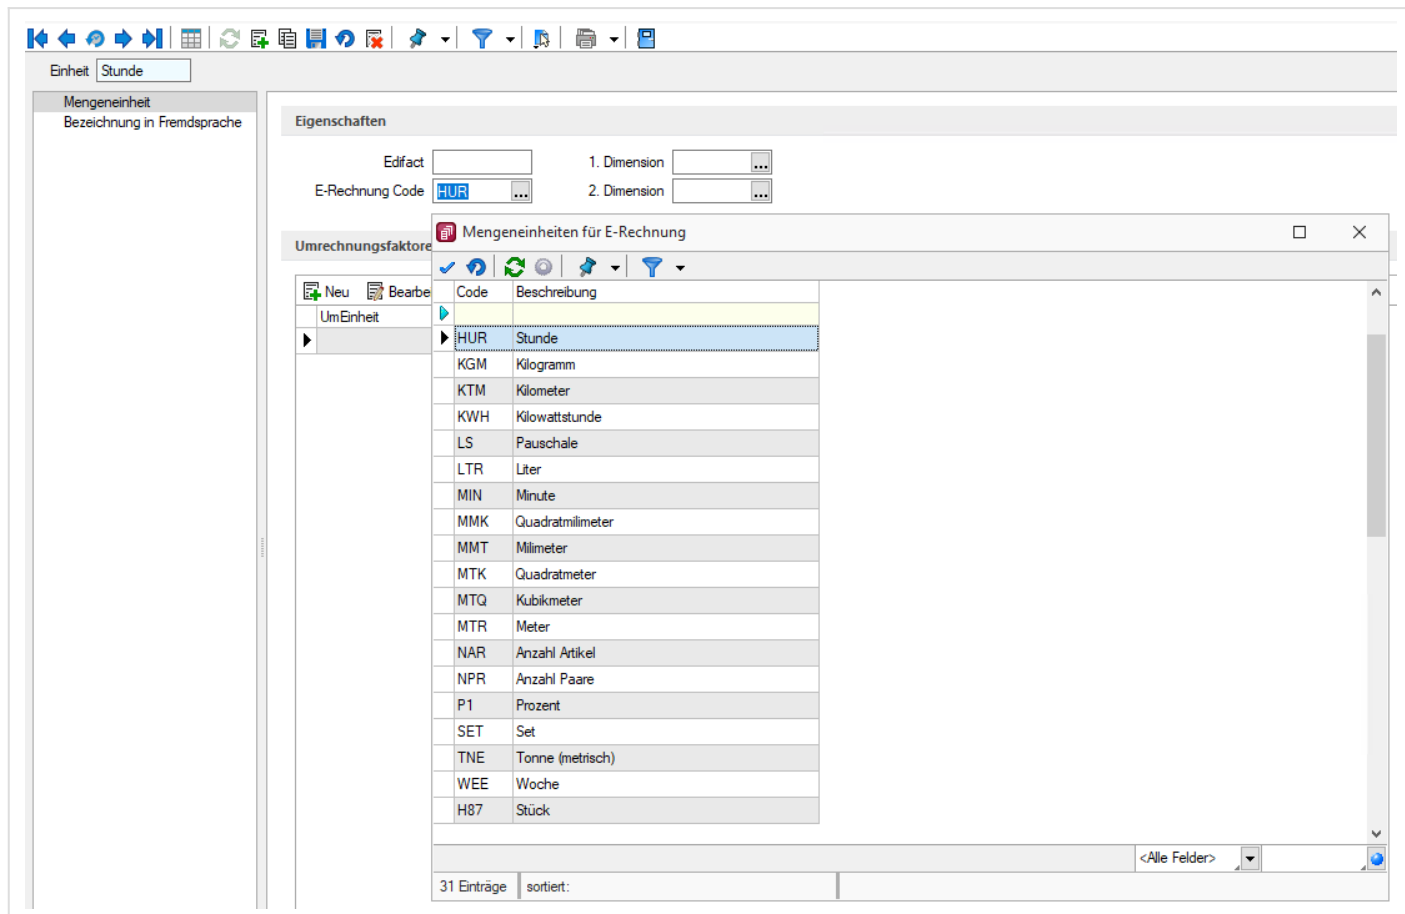 Einheit Stunde
Mengeneinheit
Bezeichnung in Fremdsprache
Eigenschaften
Edifact 1. Dimension ...
E-Rechnung Code HUR ... 2. Dimension ...
Umrechnungsfaktore
Neu Bearbe
UmEinheit
Mengeneinheiten für E-Rechnung
Code Beschreibung
HUR Stunde
KGM Kilogramm
KTM Kilometer
KWH Kilowattstunde
LS Pauschale
LTR Liter
MIN Minute
MMK Quadratmilimeter
MMT Milimeter
MTK Quadratmeter
MTQ Kubikmeter
MTR Meter
NAR Anzahl Artikel
NPR Anzahl Paare
P1 Prozent
SET Set
TNE Tonne (metrisch)
WEE Woche
H87 Stück
<Alle Felder>
31 Einträge sortiert: